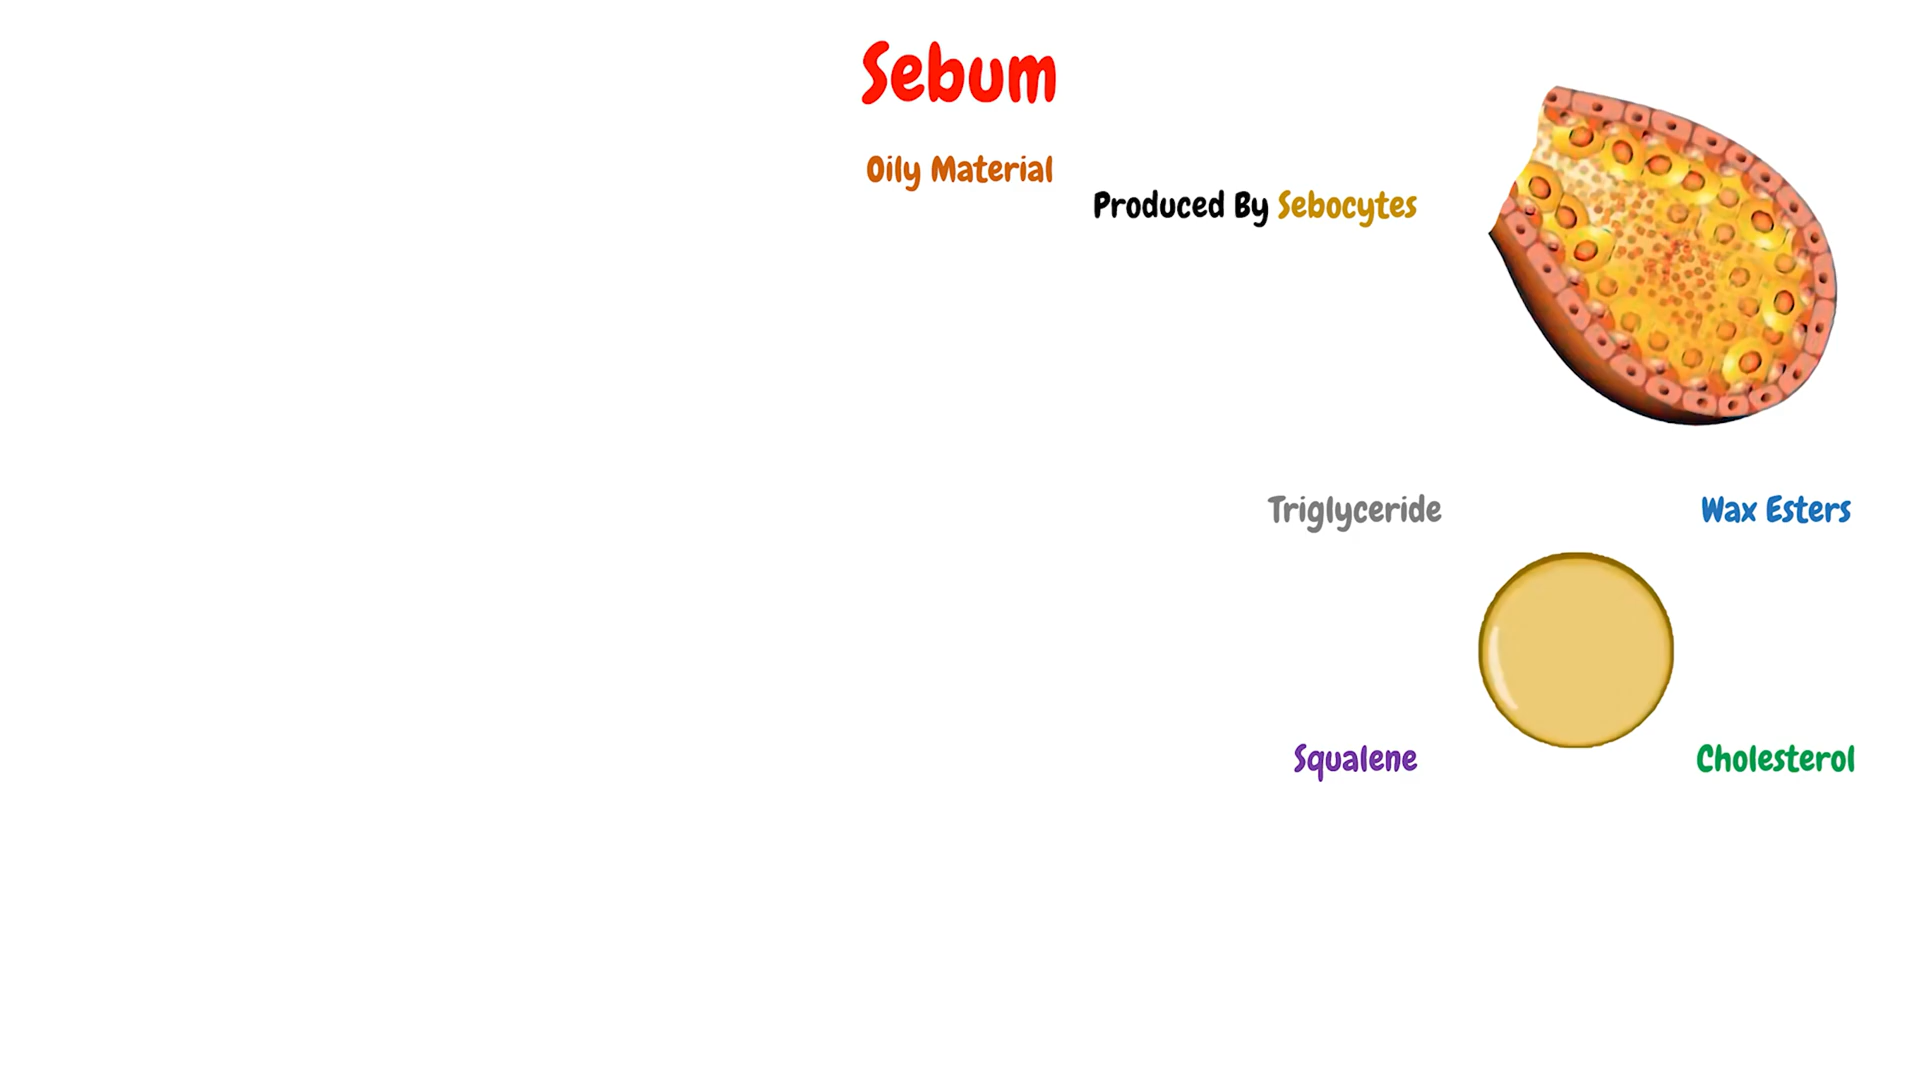 Sebum
Oily Material
Produced By Sebocytes
Triglyceride
Wax Esters
Squalene
Cholesterol